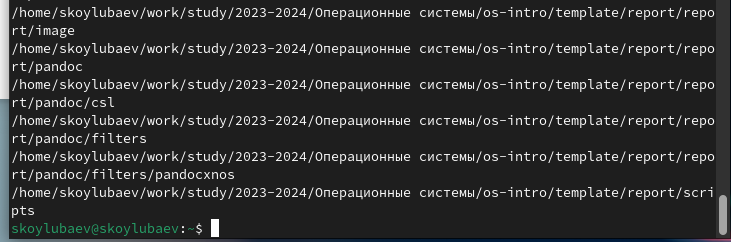 /home/skoylubaev/work/study/2023-2024/Операционные системы/os-intro/template/report/repo
rt/image
/home/skoylubaev/work/study/2023-2024/Операционные системы/os-intro/template/report/repo
rt/pandoc
/home/skoylubaev/work/study/2023-2024/Операционные системы/os-intro/template/report/repo
rt/pandoc/csl
/home/skoylubaev/work/study/2023-2024/Операционные системы/os-intro/template/report/repo
rt/pandoc/filters
/home/skoylubaev/work/study/2023-2024/Операционные системы/os-intro/template/report/repo
rt/pandoc/filters/pandocxnos
/home/skoylubaev/work/study/2023-2024/Операционные системы/os-intro/template/report/scri
pts
skoylubaev@skoylubaev:~$